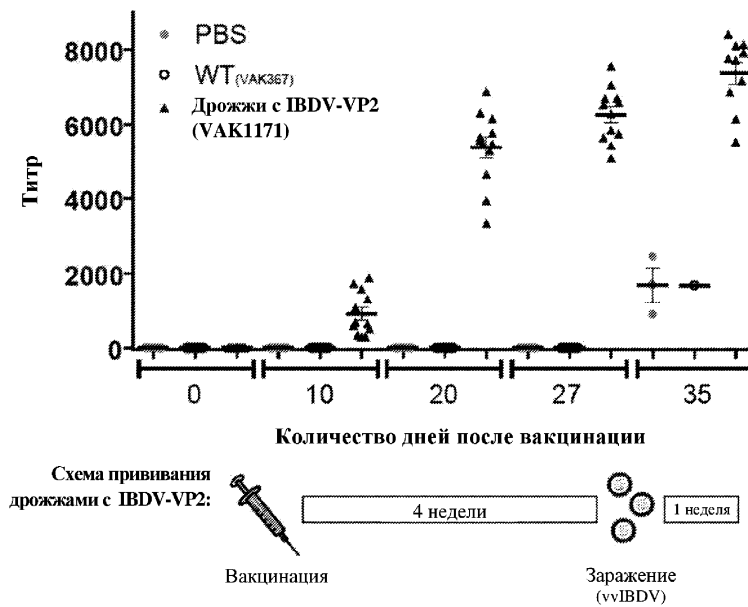 8000
6000
4000
2000
0
Титр
PBS
WT(VAK367)
Дрожжи с IBDV-VP2
(VAK1171)
0 10 20 27 35
Количество дней после вакцинации
Схема прививания
дрожжами с IBDV-VP2:
4 недели
1 неделя
Вакцинация
Заражение
(vvIBDV)